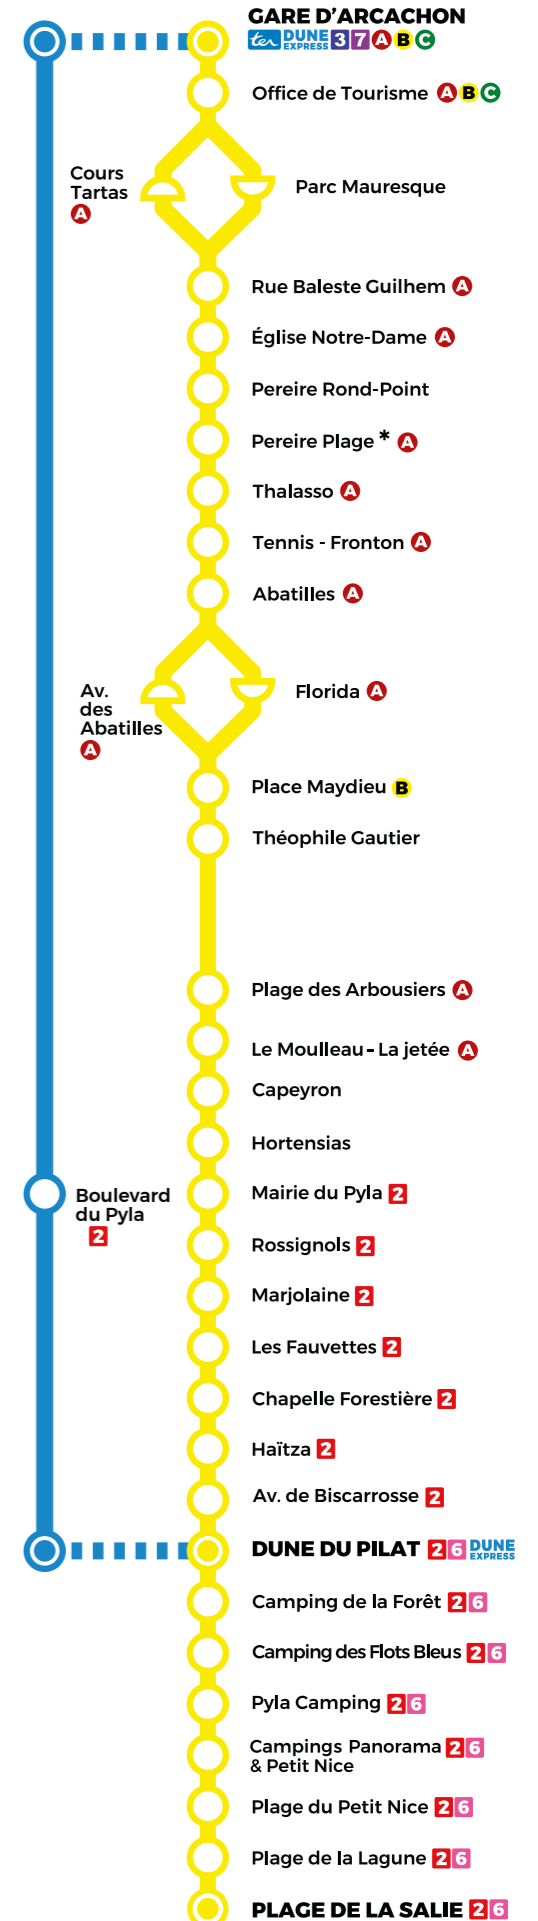 GARE D'ARCACHON
ter DUNE EXPRESS 3 7 A B C
Office de Tourisme A B C
Cours
Tartas
A
Parc Mauresque
Rue Baleste Guilhem A
Église Notre-Dame A
Pereire Rond-Point
Pereire Plage * A
Thalasso A
Tennis - Fronton A
Abatilles A
Av.
des
Abatilles
A
Florida A
Place Maydieu B
Théophile Gautier
Plage des Arbousiers A
Le Moulleau - La jetée A
Capeyron
Hortensias
Boulevard
du Pyla
2
Mairie du Pyla 2
Rossignols 2
Marjolaine 2
Les Fauvettes 2
Chapelle Forestière 2
Haïtza 2
Av. de Biscarrosse 2
DUNE DU PILAT 2 6 DUNE EXPRESS
Camping de la Forêt 2 6
Camping des Flots Bleus 2 6
Pyla Camping 2 6
Campings Panorama 2 6
& Petit Nice
Plage du Petit Nice 2 6
Plage de la Lagune 2 6
PLAGE DE LA SALIE 2 6